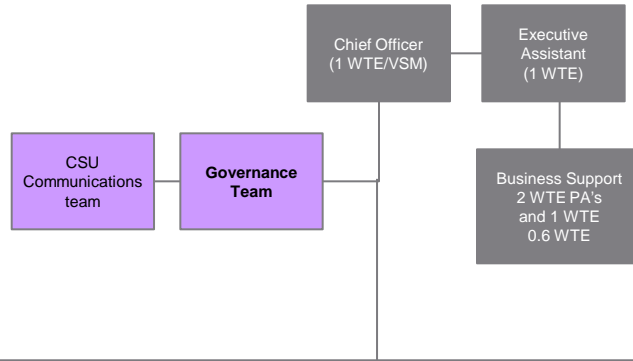 Chief Officer
(1 WTE/VSM)
Executive
Assistant
(1 WTE)
CSU
Communications
team
Governance
Team
Business Support
2 WTE PA's
and 1 WTE
0.6 WTE